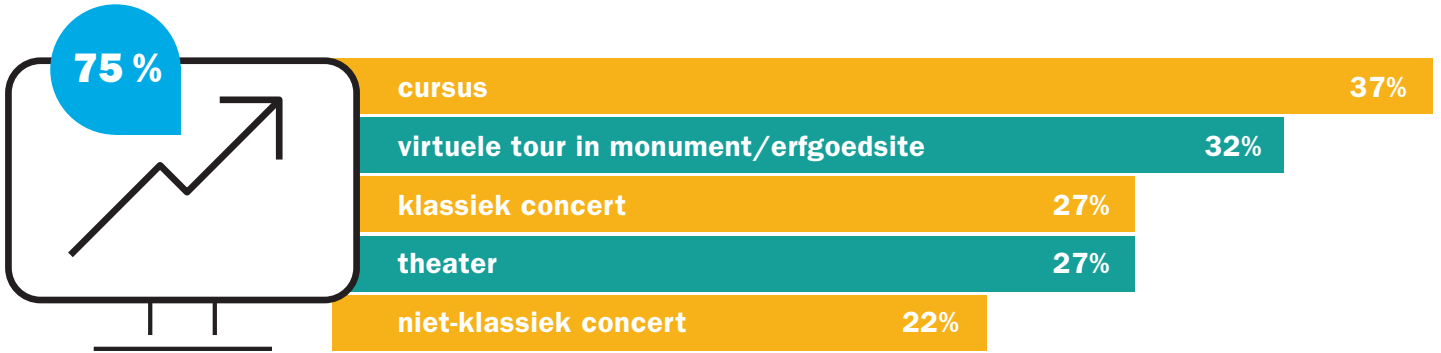 75 %
cursus 37%
virtuele tour in monument/erfgoedsite 32%
klassiek concert 27%
theater 27%
niet-klassiek concert 22%